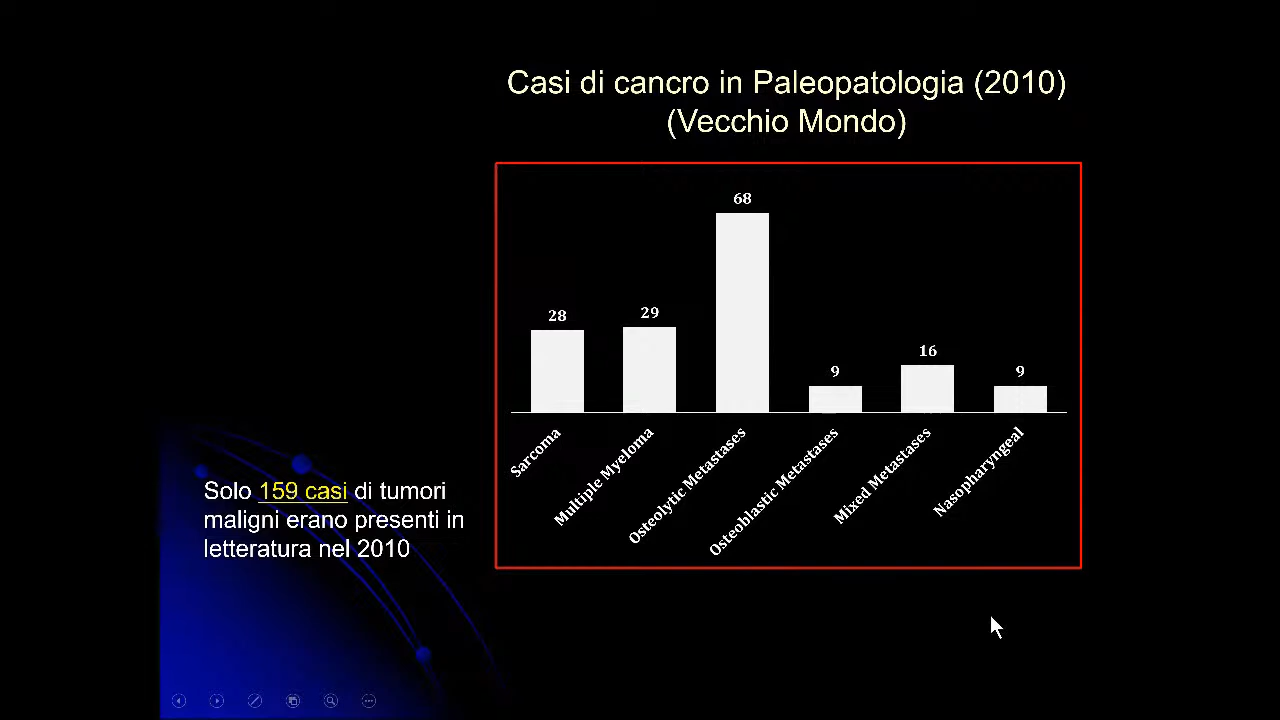 Casi di cancro in Paleopatologia (2010)
(Vecchio Mondo)
68
28
29
9
16
9
Sarcoma
Multiple Myeloma
Osteolytic Metastases
Osteoblastic Metastases
Mixed Metastases
Nasopharyngeal
Solo 159 casi di tumori
maligni erano presenti in
letteratura nel 2010